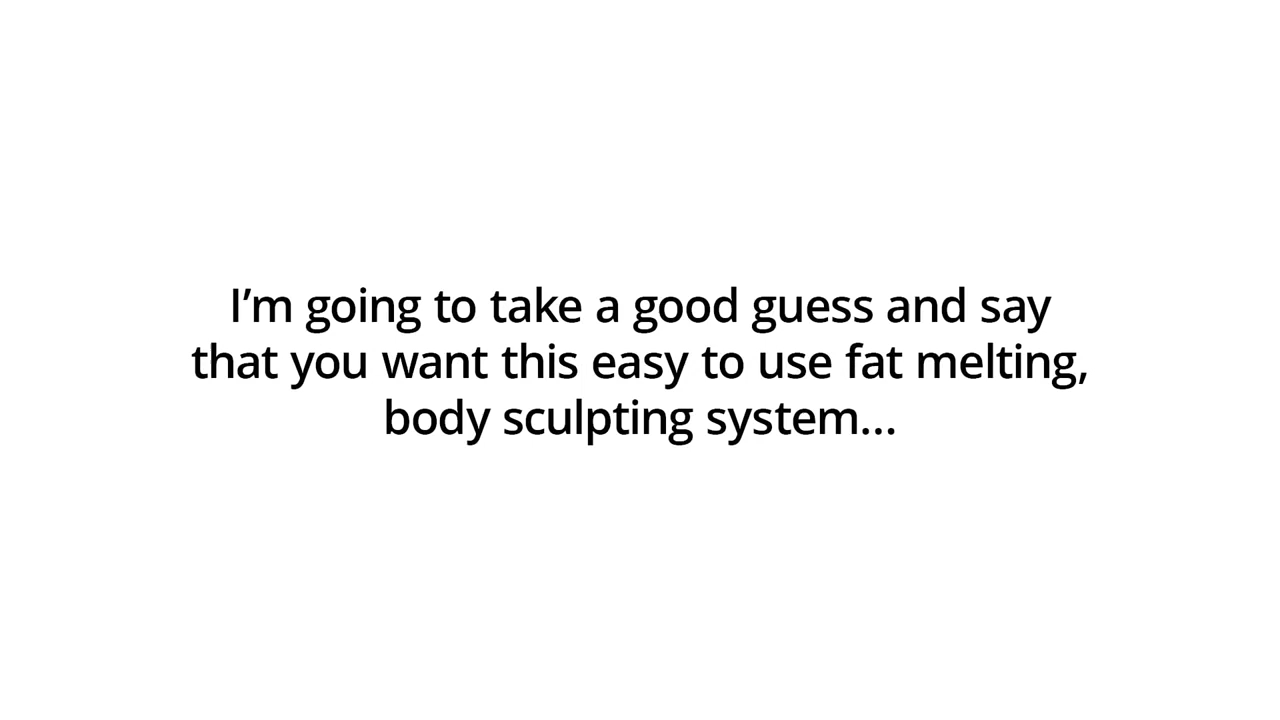 I’m going to take a good guess and say
that you want this easy to use fat melting,
body sculpting system...